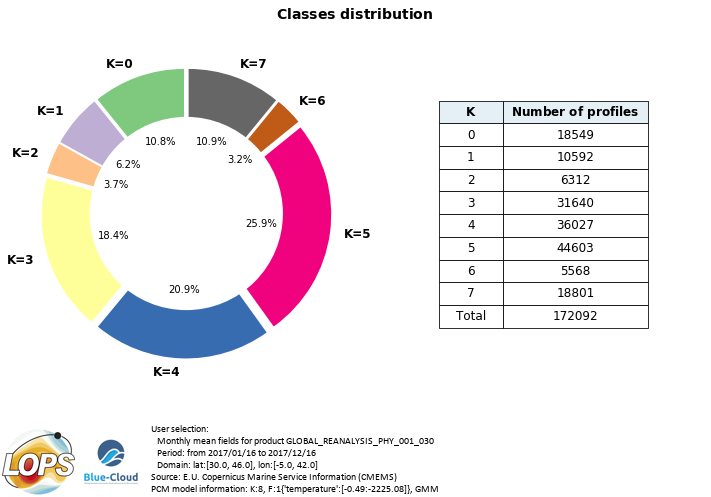 Classes distribution
K=0
K=7
K=1
K=6
K=2
10.8%
10.9%
6.2%
3.2%
3.7%
K=5
25.9%
18.4%
K=3
20.9%
K=4
K Number of profiles
0 18549
1 10592
2 6312
3 31640
4 36027
5 44603
6 5568
7 18801
Total 172092
LOPS
Blue-Cloud
User selection:
Monthly mean fields for product GLOBAL_REANALYSIS_PHY_001_030
Period: from 2017/01/16 to 2017/12/16
Domain: lat:[30.0, 46.0], lon:[-5.0, 42.0]
Source: E.U. Copernicus Marine Service Information (CMEMS)
PCM model information: K:8, F:1{'temperature':[-0.49:-2225.08]}, GMM